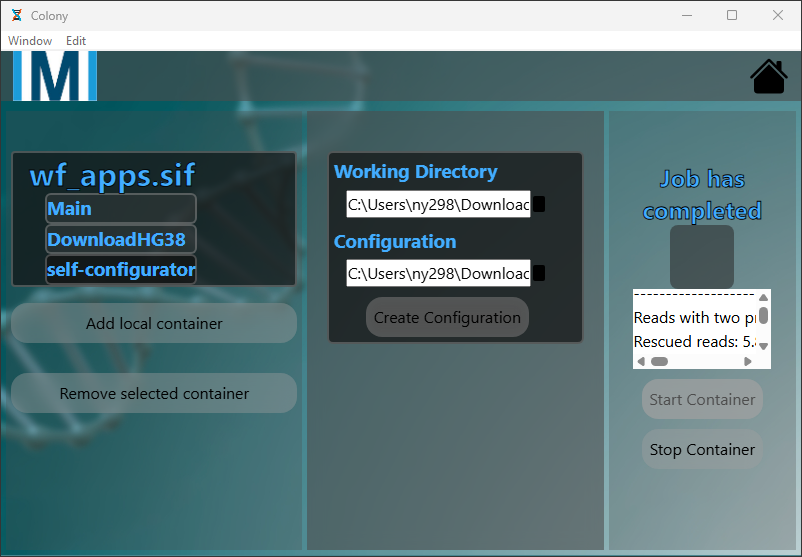 Colony
Window Edit
M
wf_apps.sif
Main
DownloadHG38
self-configurator
Add local container
Remove selected container
Working Directory
C:\Users\ny298\Downloac
Configuration
C:\Users\ny298\Downloac
Create Configuration
Job has
completed
--------------------
Reads with two p
Rescued reads: 5.
Start Container
Stop Container